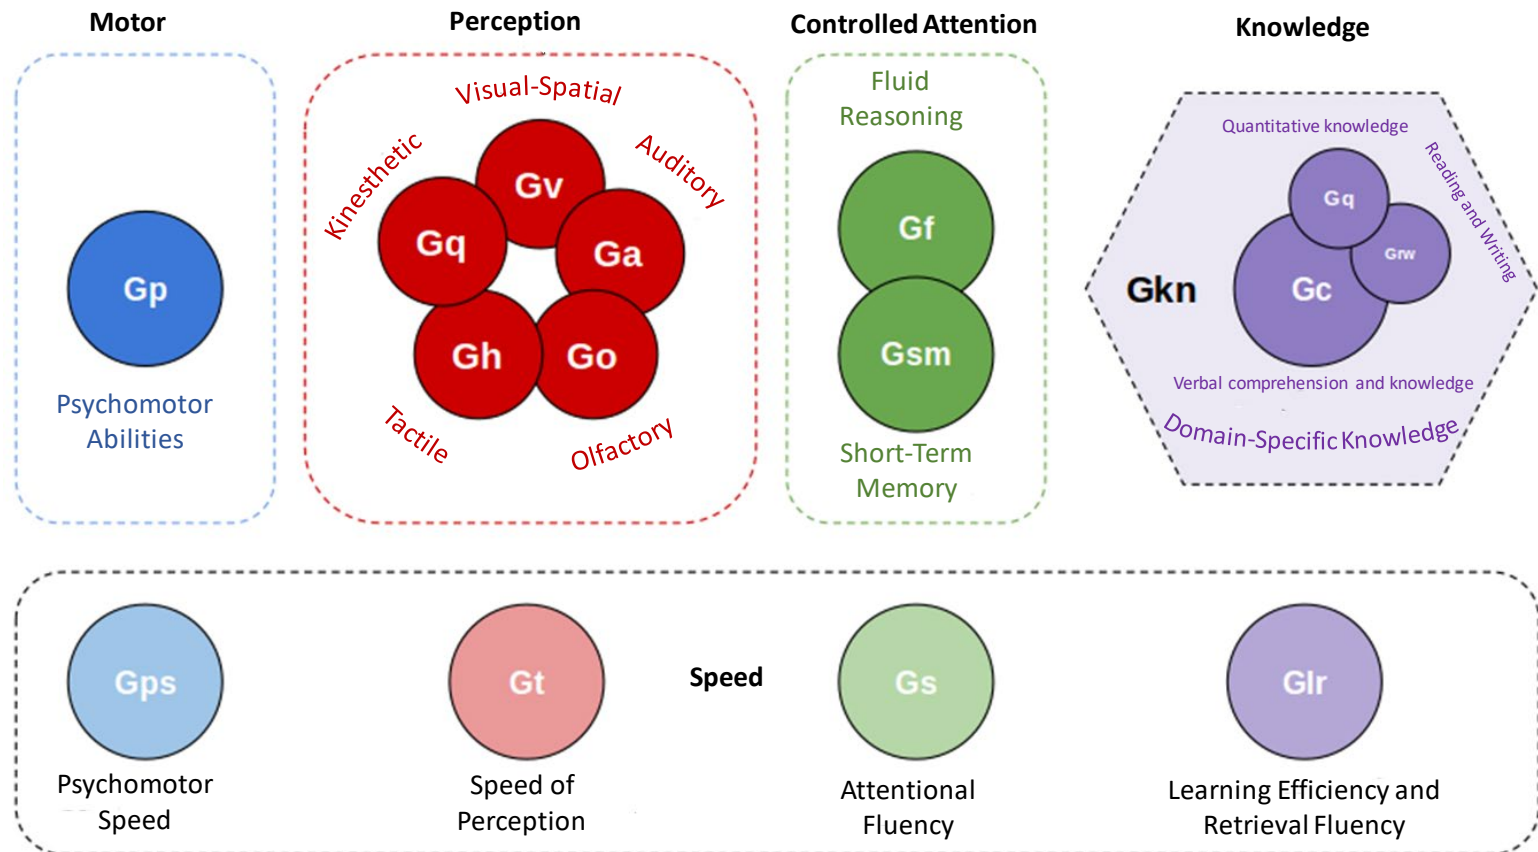 Motor
Perception
Controlled Attention
Knowledge
Visual-Spatial
Kinesthetic
Auditory
Gv
Gq
Ga
Gh
Go
Tactile
Olfactory
Gp
Psychomotor
Abilities
Fluid
Reasoning
Gf
Gsm
Short-Term
Memory
Quantitative knowledge
Reading and Writing
Gq
Grw
Gkn
Gc
Verbal comprehension and knowledge
Domain-Specific Knowledge
Speed
Gps
Gt
Gs
Glr
Psychomotor
Speed
Speed of
Perception
Attentional
Fluency
Learning Efficiency and
Retrieval Fluency